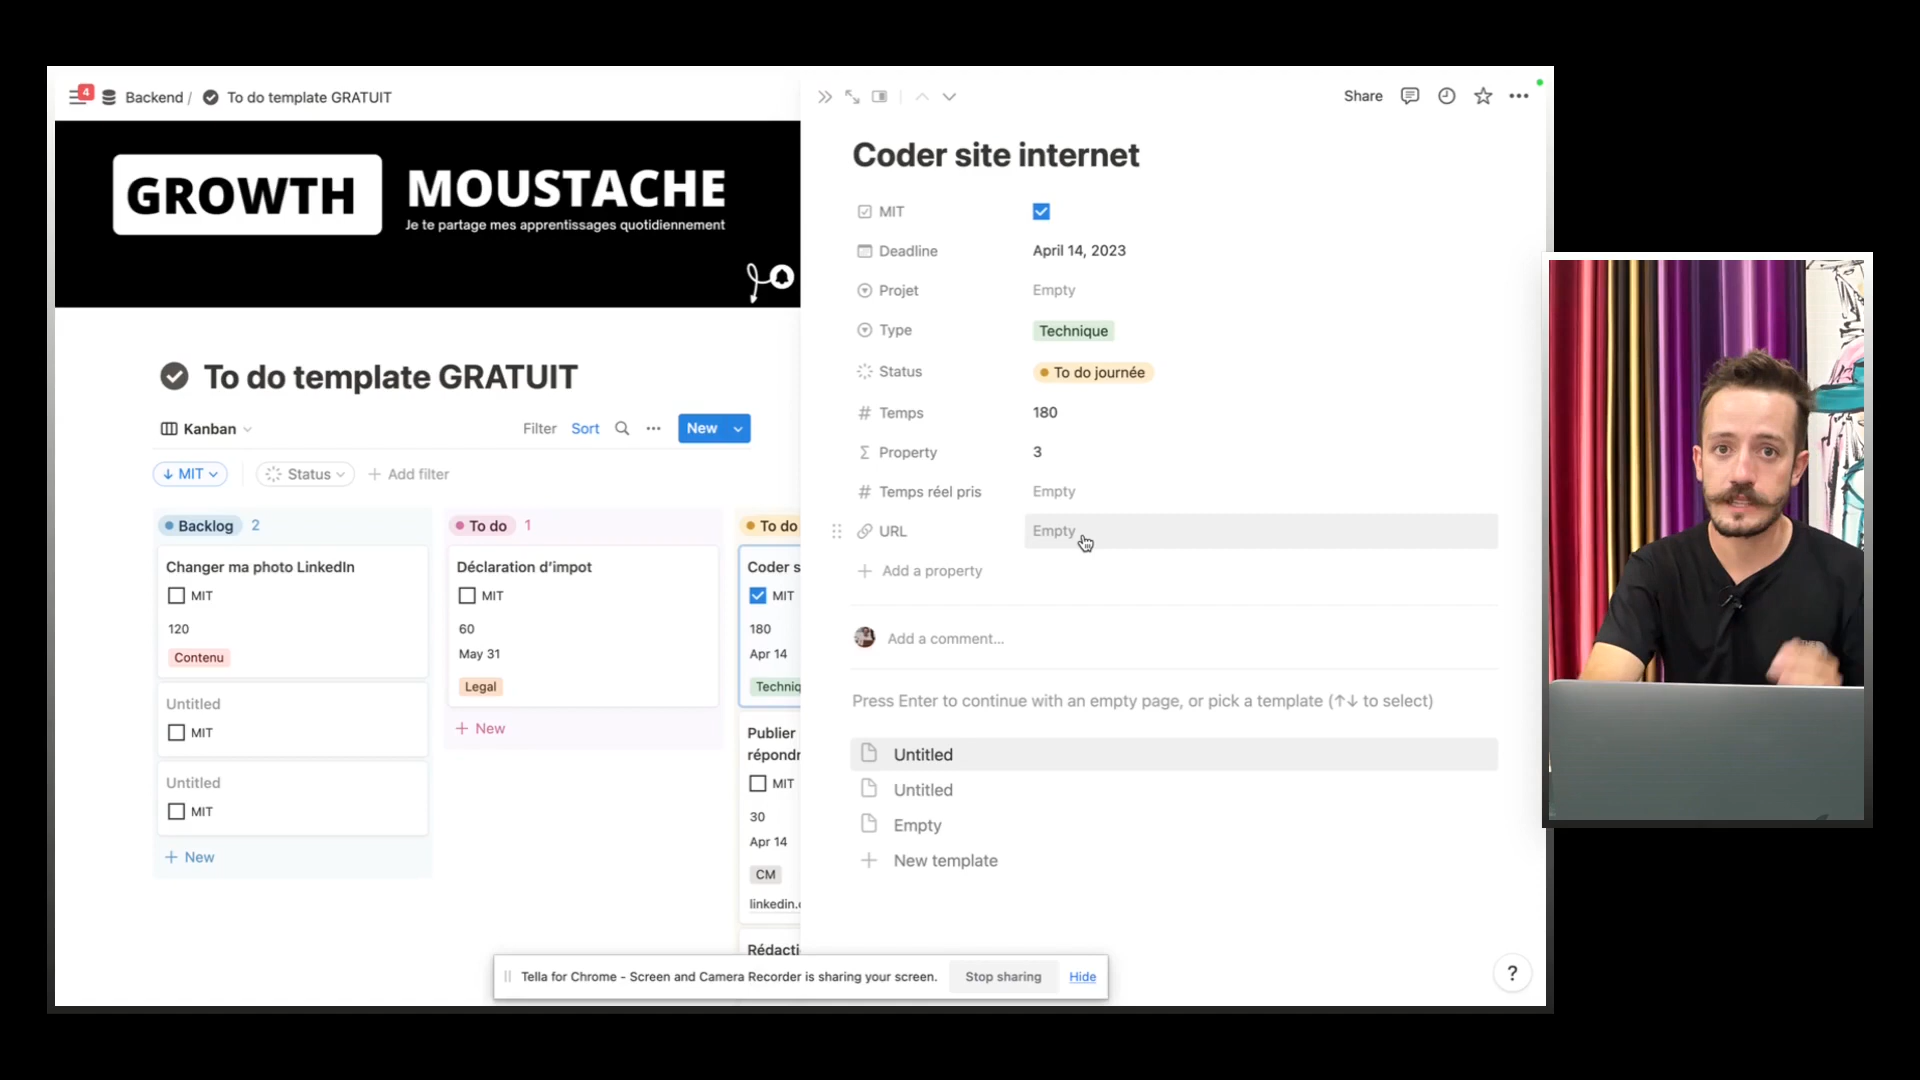 4
Backend / To do template GRATUIT
GROWTH MOUSTACHE
Je te partage mes apprentissages quotidiennement
To do template GRATUIT
Kanban
Filter Sort
New
MIT
Status
+ Add filter
Backlog 2
Changer ma photo LinkedIn
MIT
120
Contenu
Untitled
MIT
Untitled
MIT
+ New
To do 1
Déclaration d'impot
MIT
60
May 31
Legal
+ New
To do
Coder s
MIT
180
Apr 14
Techniq
Publier
répondr
MIT
30
Apr 14
CM
linkedin.
Rédacti
Share
Coder site internet
MIT
Deadline April 14, 2023
Projet Empty
Type Technique
Status To do journée
# Temps 180
Σ Property 3
# Temps réel pris Empty
URL Empty
+ Add a property
Add a comment...
Press Enter to continue with an empty page, or pick a template (↑↓ to select)
Untitled
Untitled
Empty
+ New template
Tella for Chrome - Screen and Camera Recorder is sharing your screen. Stop sharing Hide
?